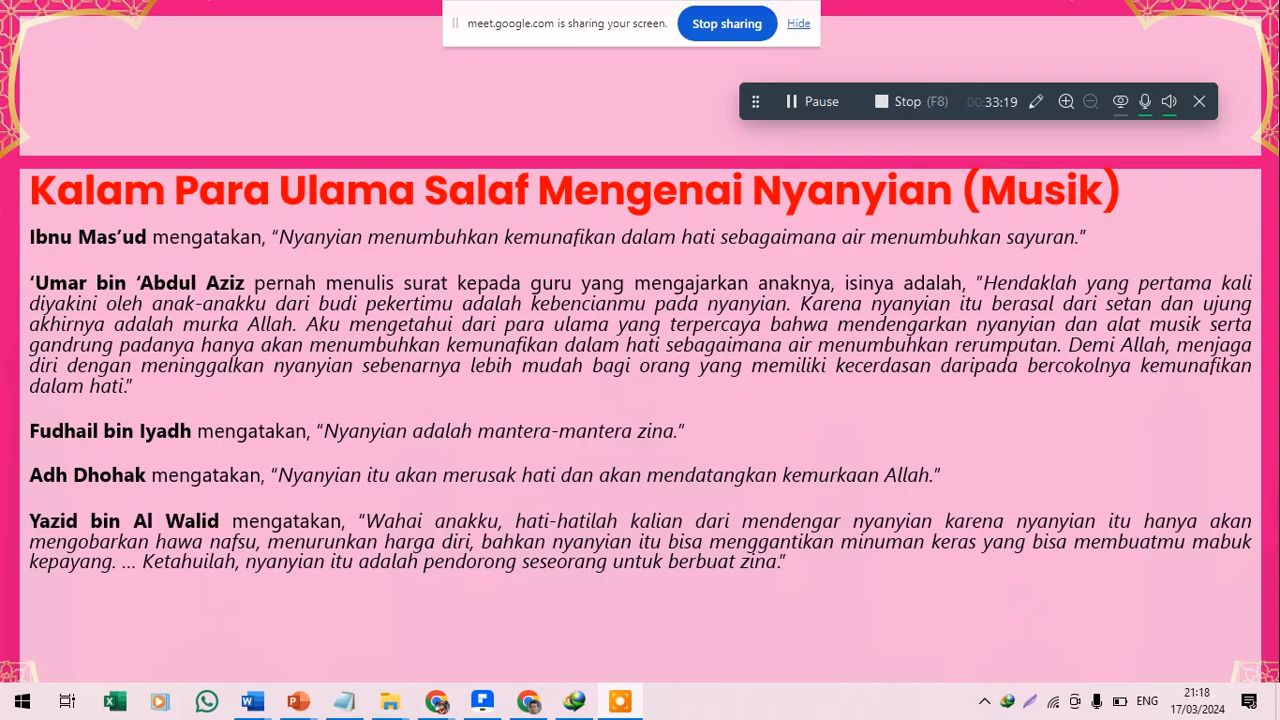 meet.google.com is sharing your screen. Stop sharing Hide
Pause Stop (F8) 00:33:19
Kalam Para Ulama Salaf Mengenai Nyanyian (Musik)
Ibnu Mas’ud mengatakan, “Nyanyian menumbuhkan kemunafikan dalam hati sebagaimana air menumbuhkan sayuran.”
‘Umar bin ‘Abdul Aziz pernah menulis surat kepada guru yang mengajarkan anaknya, isinya adalah, ”Hendaklah yang pertama kali
diyakini oleh anak-anakku dari budi pekertimu adalah kebencianmu pada nyanyian. Karena nyanyian itu berasal dari setan dan ujung
akhirnya adalah murka Allah. Aku mengetahui dari para ulama yang terpercaya bahwa mendengarkan nyanyian dan alat musik serta
gandrung padanya hanya akan menumbuhkan kemunafikan dalam hati sebagaimana air menumbuhkan rerumputan. Demi Allah, menjaga
diri dengan meninggalkan nyanyian sebenarnya lebih mudah bagi orang yang memiliki kecerdasan daripada bercokolnya kemunafikan
dalam hati.”
Fudhail bin Iyadh mengatakan, “Nyanyian adalah mantera-mantera zina.”
Adh Dhohak mengatakan, “Nyanyian itu akan merusak hati dan akan mendatangkan kemurkaan Allah.”
Yazid bin Al Walid mengatakan, “Wahai anakku, hati-hatilah kalian dari mendengar nyanyian karena nyanyian itu hanya akan
mengobarkan hawa nafsu, menurunkan harga diri, bahkan nyanyian itu bisa menggantikan minuman keras yang bisa membuatmu mabuk
kepayang. ... Ketahuilah, nyanyian itu adalah pendorong seseorang untuk berbuat zina.”
ENG
21:18
17/03/2024